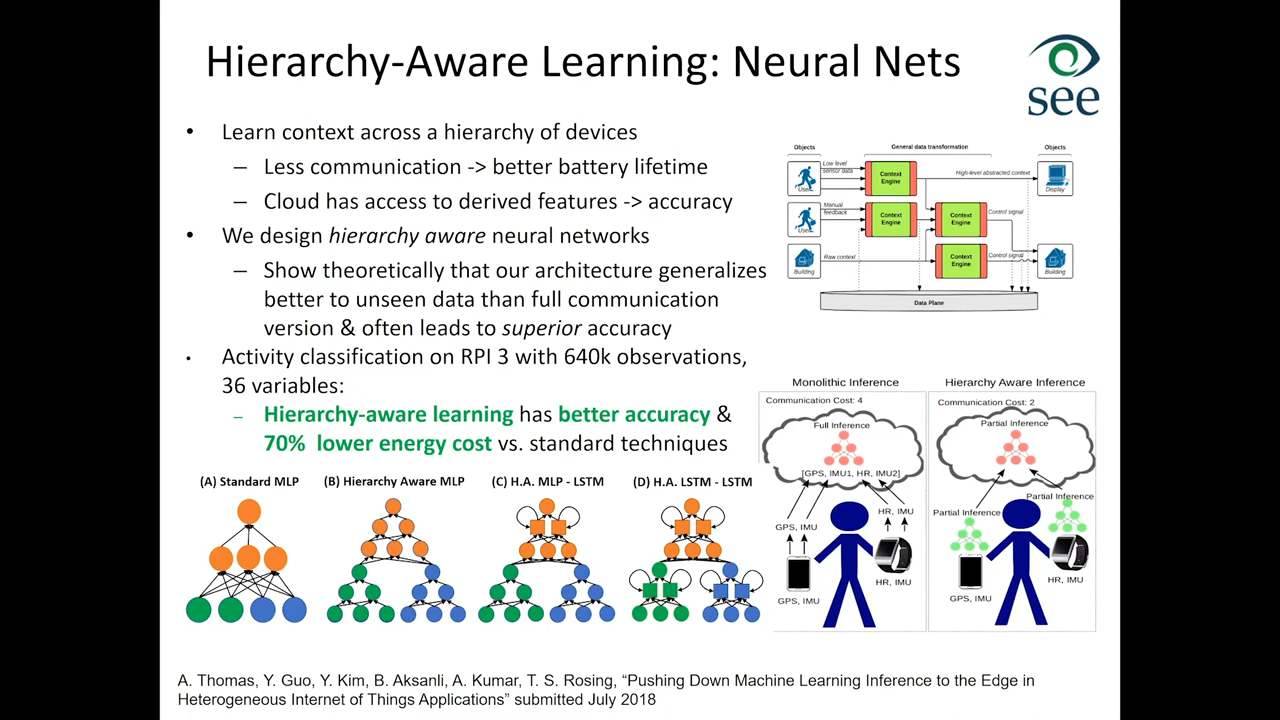 Hierarchy-Aware Learning: Neural Nets
see
• Learn context across a hierarchy of devices
– Less communication -> better battery lifetime
– Cloud has access to derived features -> accuracy
• We design hierarchy aware neural networks
– Show theoretically that our architecture generalizes
better to unseen data than full communication
version & often leads to superior accuracy
• Activity classification on RPI 3 with 640k observations,
36 variables:
– Hierarchy-aware learning has better accuracy &
70% lower energy cost vs. standard techniques
Objects
General data transformation
Objects
Low level
sensor data
User
Context
Engine
High-level abstracted context
Display
Manual
feedback
User
Context
Engine
Context
Engine
Control signal
Building
Raw context
Context
Engine
Control signal
Building
Data Plane
(A) Standard MLP
(B) Hierarchy Aware MLP
(C) H.A. MLP - LSTM
(D) H.A. LSTM - LSTM
Monolithic Inference
Communication Cost: 4
Full Inference
[GPS, IMU1, HR, IMU2]
GPS, IMU
HR, IMU
GPS, IMU
HR, IMU
Hierarchy Aware Inference
Communication Cost: 2
Partial Inference
Partial Inference
Partial Inference
GPS, IMU
HR, IMU
A. Thomas, Y. Guo, Y. Kim, B. Aksanli, A. Kumar, T. S. Rosing, “Pushing Down Machine Learning Inference to the Edge in
Heterogeneous Internet of Things Applications” submitted July 2018